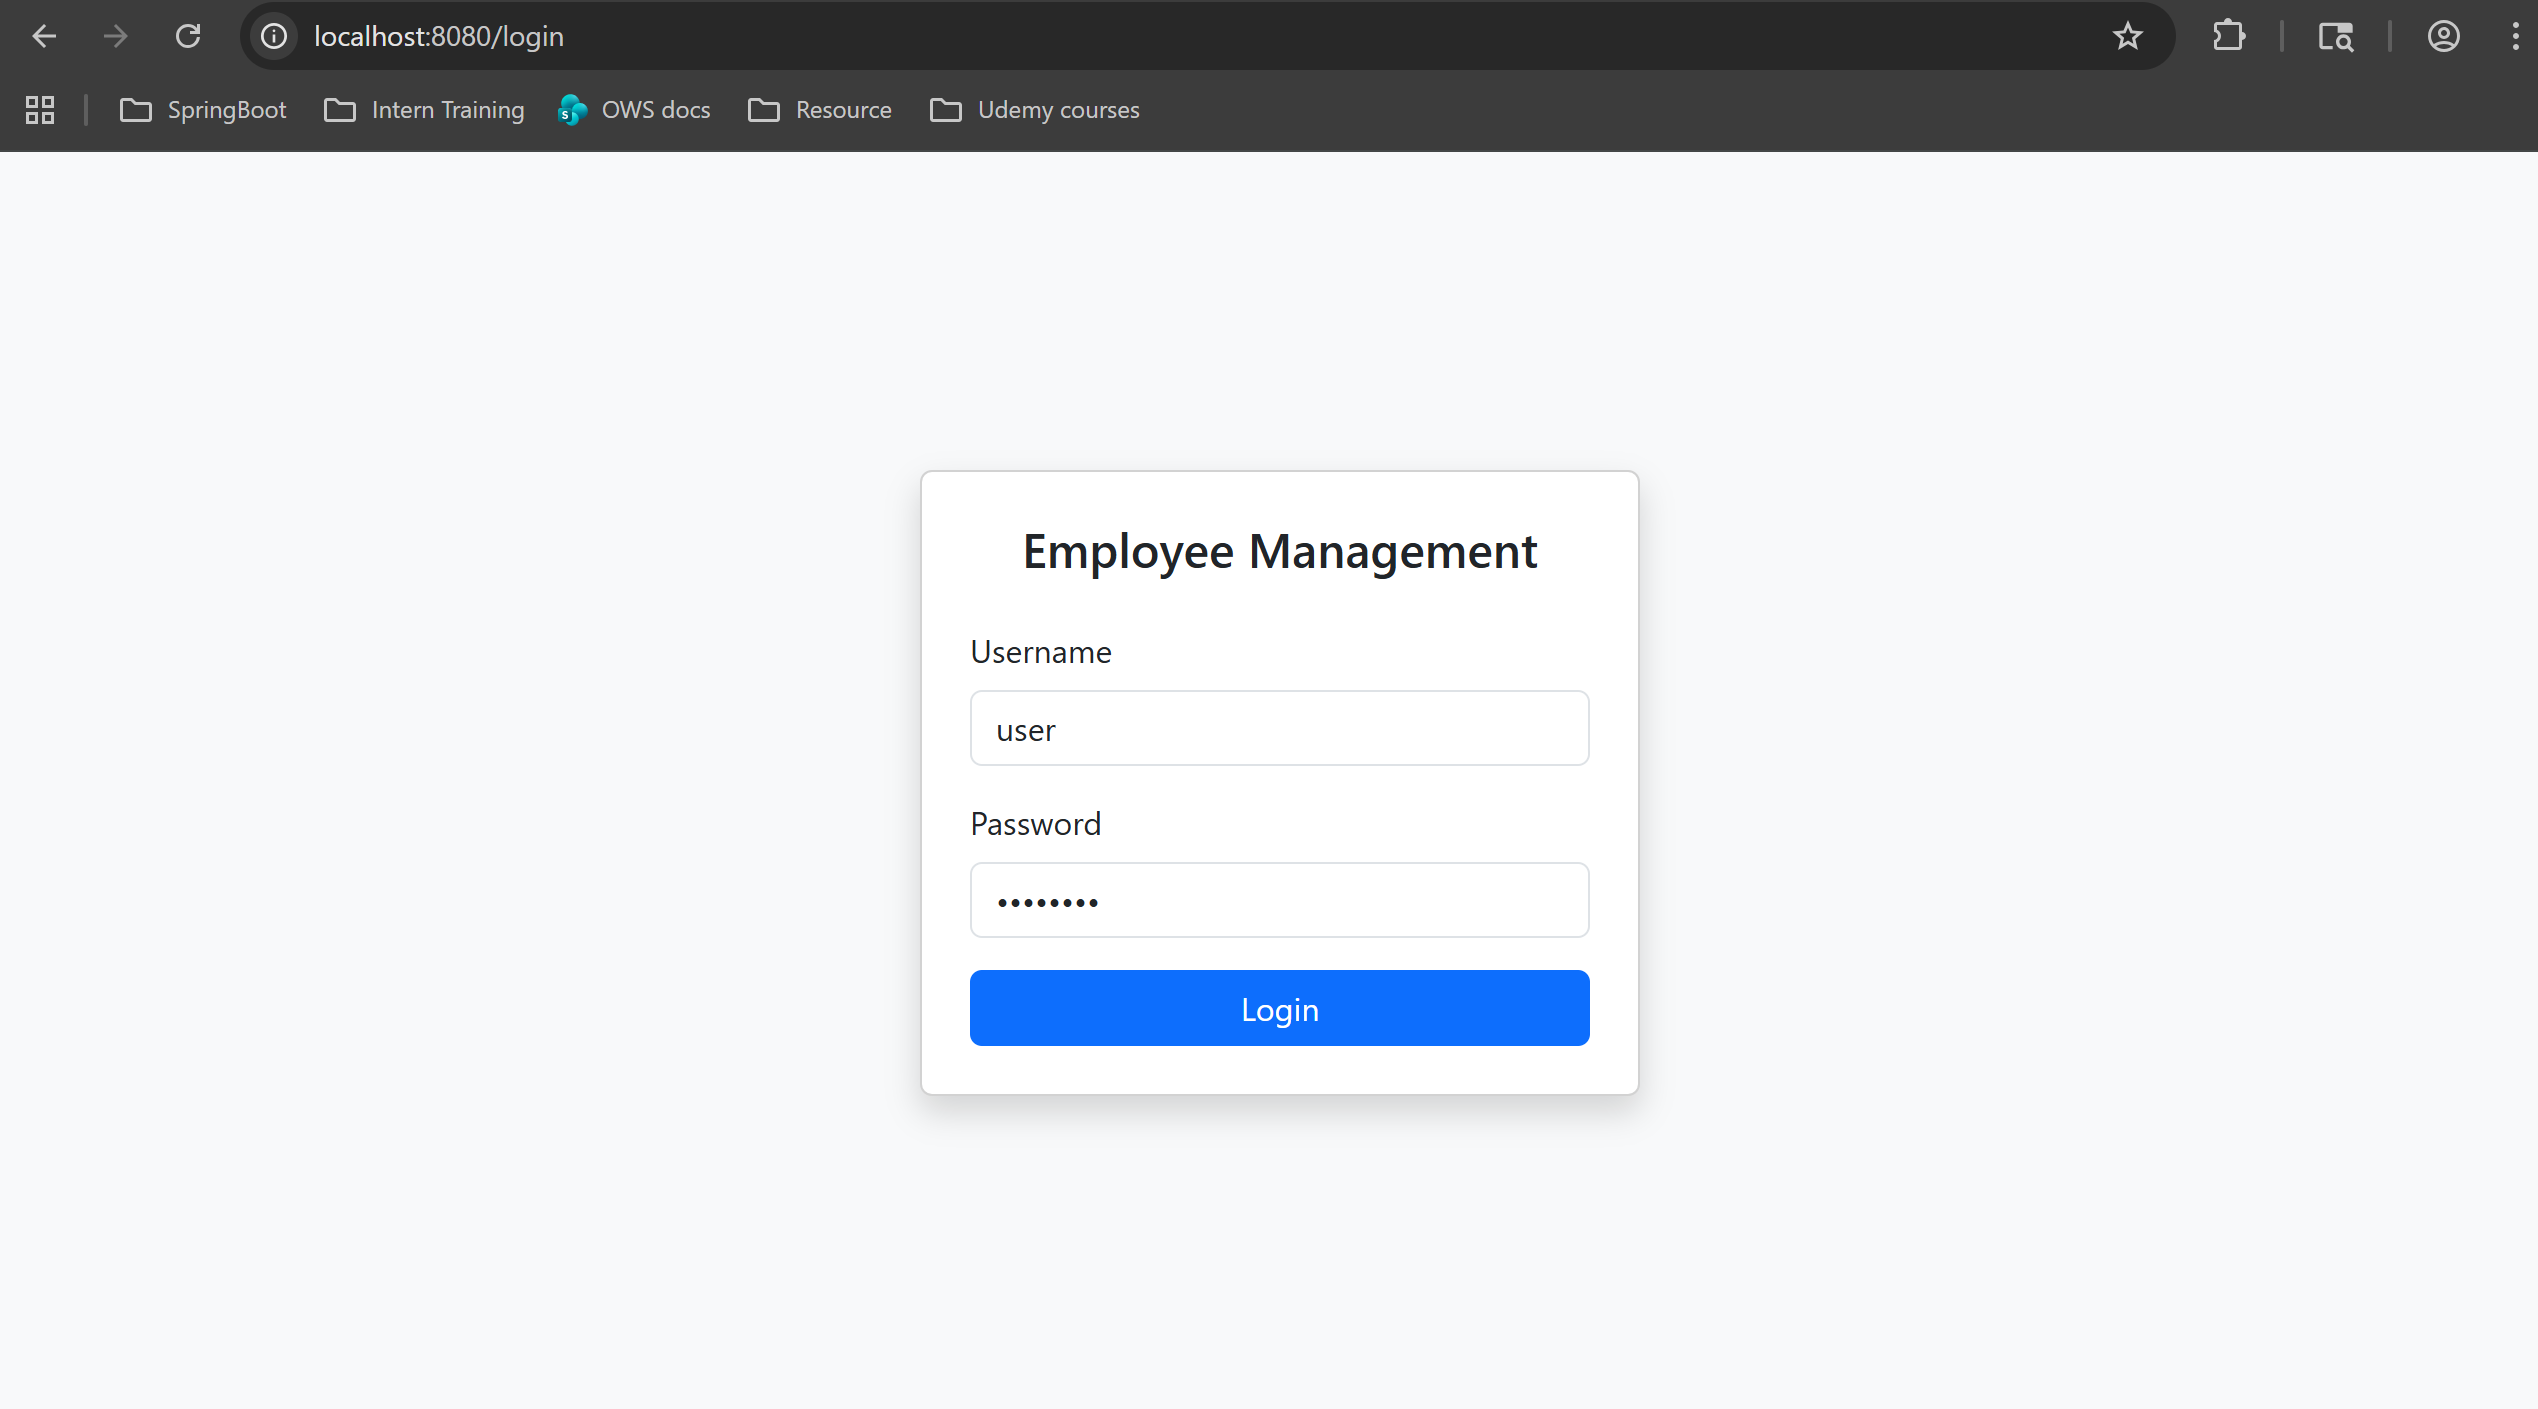 localhost:8080/login
SpringBoot Intern Training OWS docs Resource Udemy courses
Employee Management
Username
user
Password
••••••••
Login